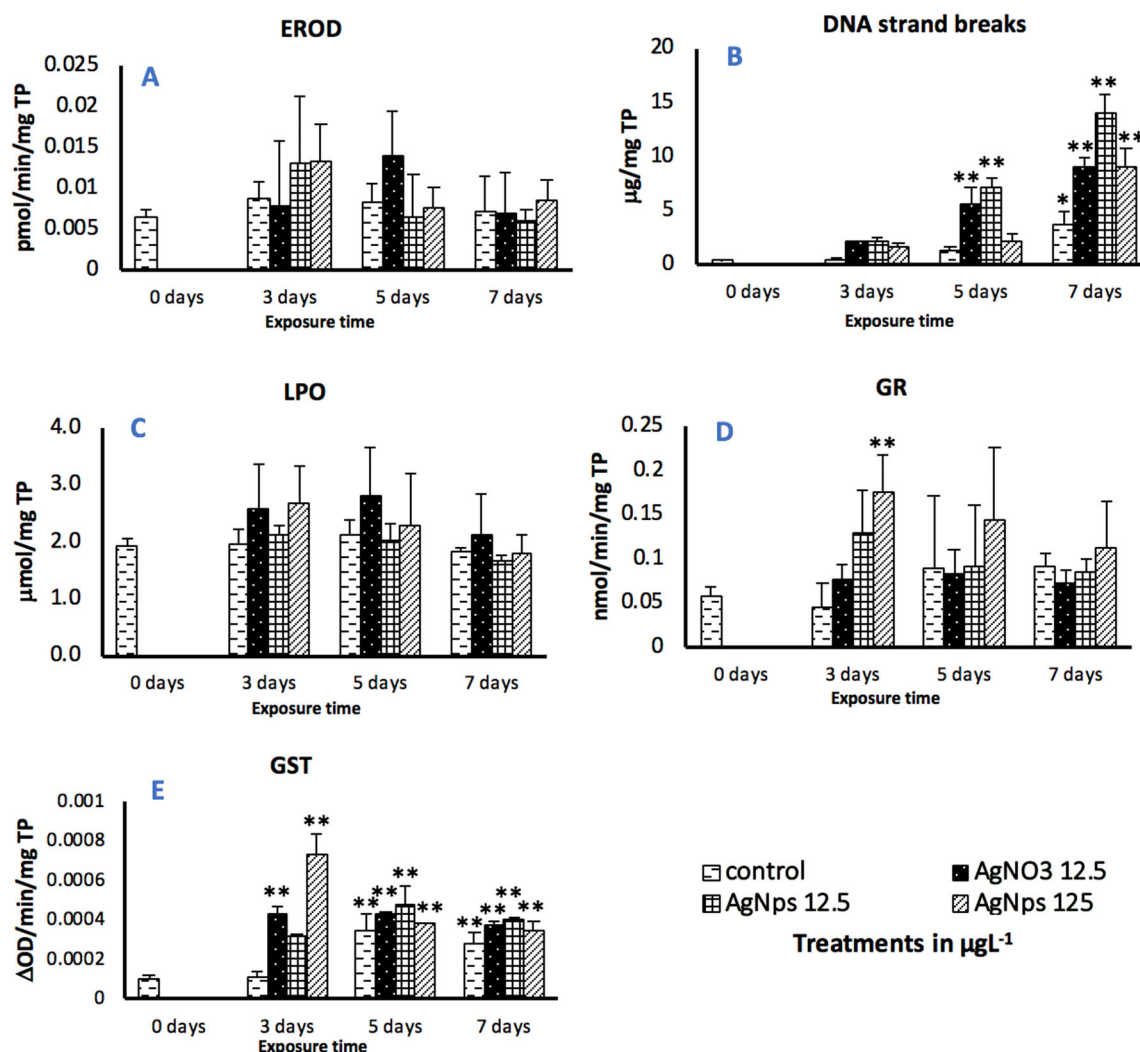 EROD
A
pmol/min/mg TP
0.025
0.02
0.015
0.01
0.005
0
0 days 3 days 5 days 7 days
Exposure time
DNA strand breaks
B
µg/mg TP
20
15
10
5
0
** ** * ** ** **
0 days 3 days 5 days 7 days
Exposure time
LPO
C
µmol/mg TP
4.0
3.0
2.0
1.0
0.0
0 days 3 days 5 days 7 days
Exposure time
GR
D
nmol/min/mg TP
0.25
0.2
0.15
0.1
0.05
0
**
0 days 3 days 5 days 7 days
Exposure time
GST
E
ΔOD/min/mg TP
0.001
0.0008
0.0006
0.0004
0.0002
0
** ** ** ** ** ** ** ** ** **
0 days 3 days 5 days 7 days
Exposure time
control AgNO3 12.5
AgNps 12.5 AgNps 125
Treatments in µgL⁻¹